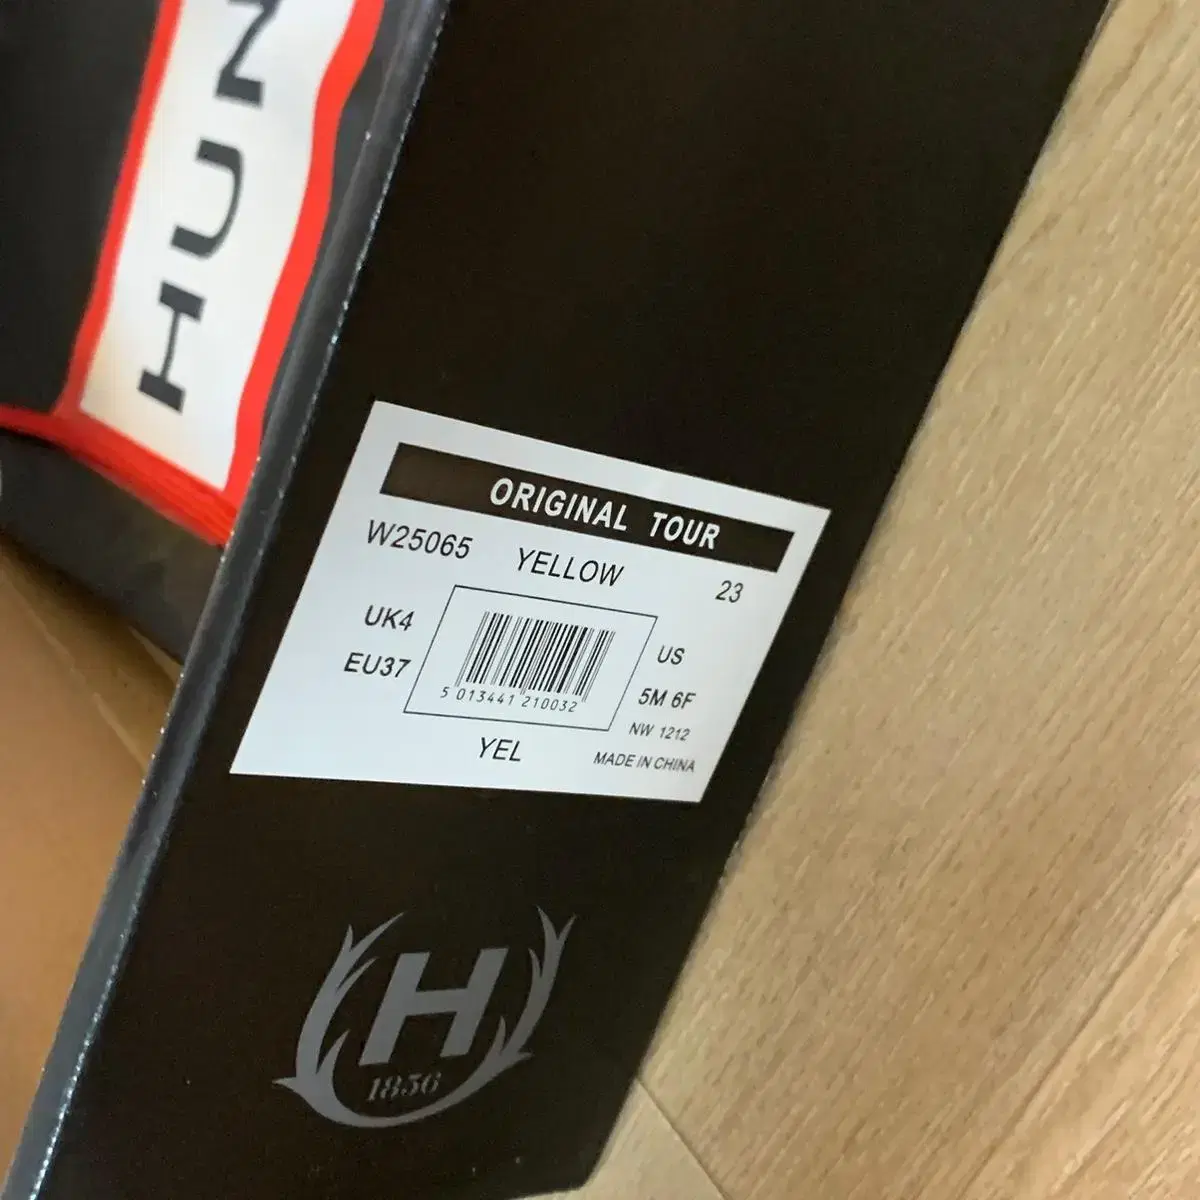 HUN
ORIGINAL TOUR
W25065 YELLOW 23
UK4
EU37
5 013441 210032
US
5M 6F
NW 1212
YEL
MADE IN CHINA
H
1856